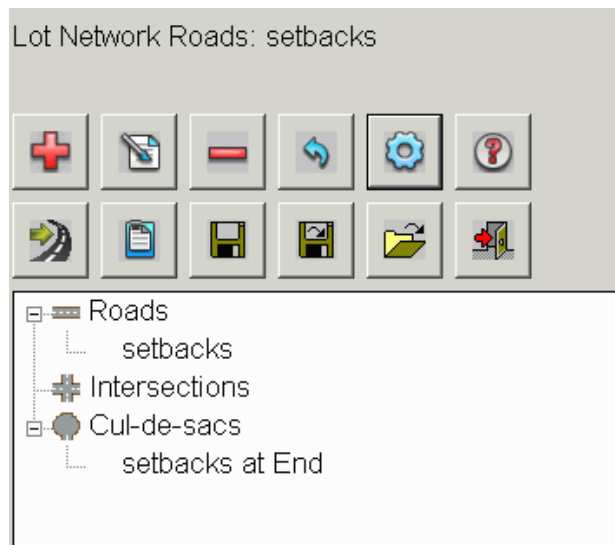 Lot Network Roads: setbacks
Roads
setbacks
Intersections
Cul-de-sacs
setbacks at End